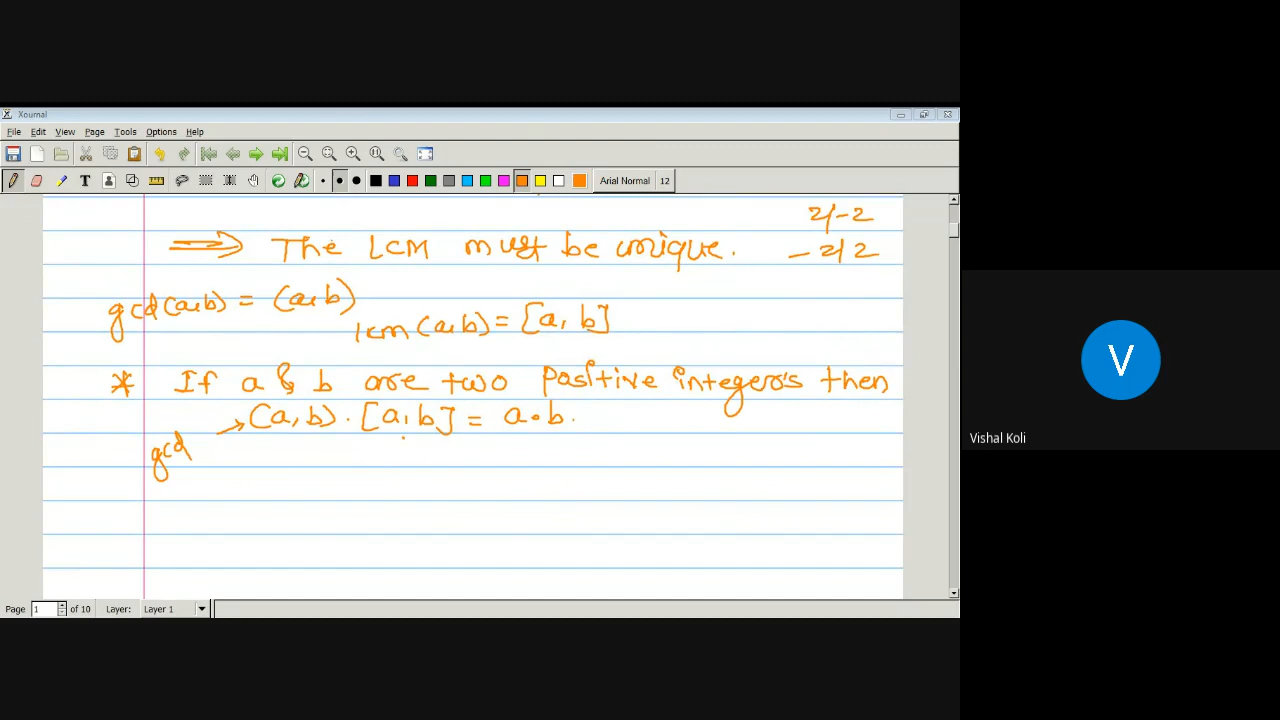 Xournal
File Edit View Page Tools Options Help
Arial Normal 12
2/-2
⟹ The LCM must be unique. -2/2
gcd(a,b) = (a,b)
lcm(a,b) = [a, b]
* If a & b are two positive integers then
→ (a, b) · [a, b] = a·b.
gcd
V
Vishal Koli
Page 1 of 10 Layer: Layer 1